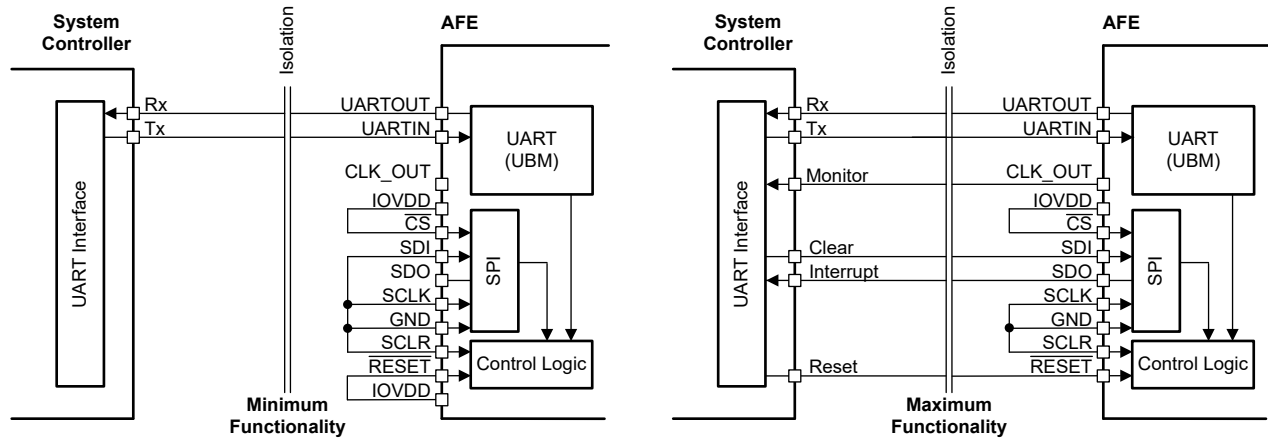 System
Controller
Isolation
AFE
Rx
UARTOUT
Tx
UARTIN
UART
(UBM)
CLK_OUT
IOVDD
CS
SDI
SDO
SCLK
GND
SCLR
RESET
IOVDD
UART Interface
SPI
Control Logic
Minimum
Functionality
System
Controller
Isolation
AFE
Rx
UARTOUT
Tx
UARTIN
UART
(UBM)
Monitor
CLK_OUT
IOVDD
CS
Clear
SDI
Interrupt
SDO
SCLK
GND
SCLR
Reset
RESET
UART Interface
SPI
Control Logic
Maximum
Functionality